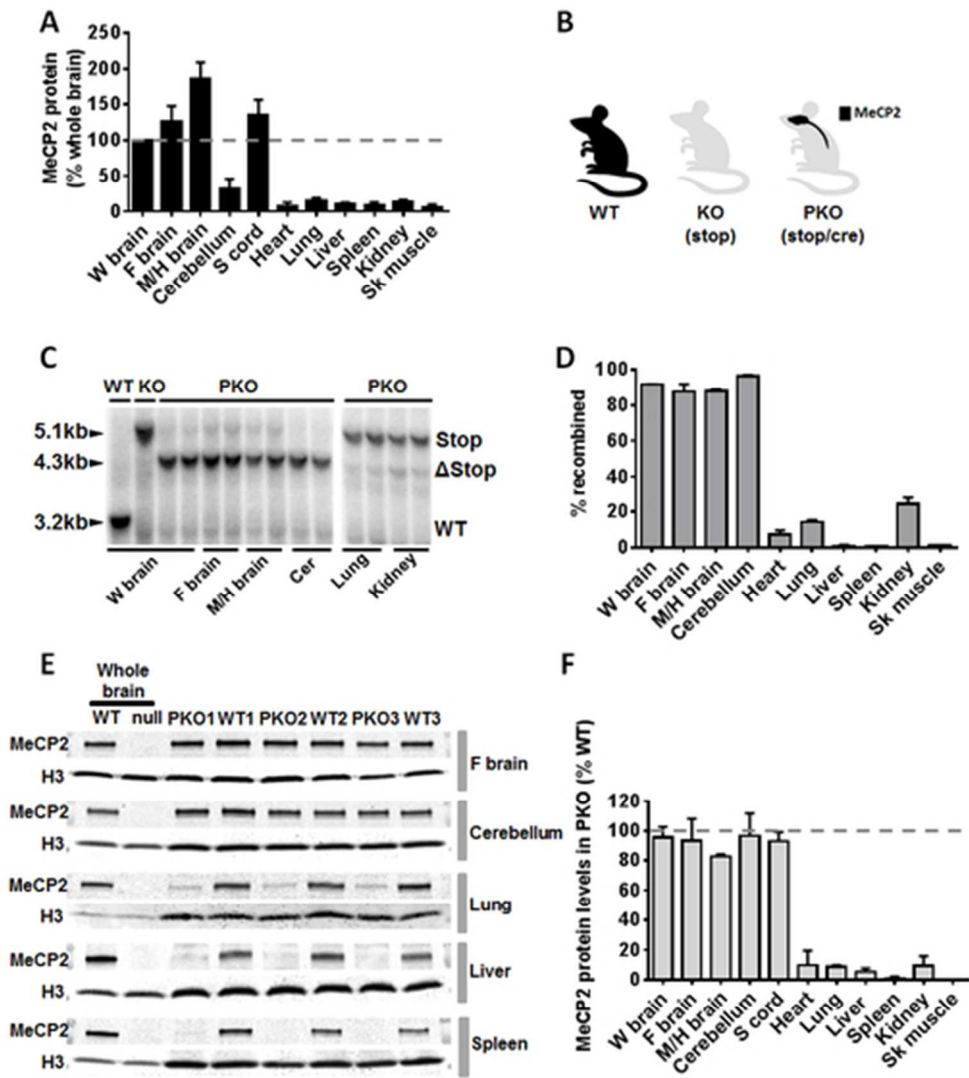 A
MeCP2 protein
(% whole brain)
250
200
150
100
50
0
W brain
F brain
M/H brain
Cerebellum
S cord
Heart
Lung
Liver
Spleen
Kidney
Sk muscle
B
MeCP2
WT
KO
(stop)
PKO
(stop/cre)
C
WT KO PKO PKO
5.1kb
4.3kb
3.2kb
Stop
ΔStop
WT
W brain
F brain
M/H brain
Cer
Lung
Kidney
D
% recombined
100
80
60
40
20
0
W brain
F brain
M/H brain
Cerebellum
Heart
Lung
Liver
Spleen
Kidney
Sk muscle
E
Whole
brain
WT null PKO1 WT1 PKO2 WT2 PKO3 WT3
MeCP2
H3
F brain
MeCP2
H3
Cerebellum
MeCP2
H3
Lung
MeCP2
H3
Liver
MeCP2
H3
Spleen
F
MeCP2 protein levels in PKO (% WT)
120
100
80
60
40
20
0
W brain
F brain
M/H brain
Cerebellum
S cord
Heart
Lung
Liver
Spleen
Kidney
Sk muscle